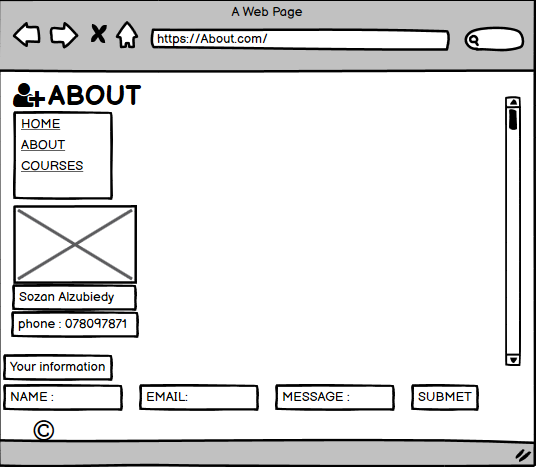 A Web Page
https://About.com/
ABOUT
HOME
ABOUT
COURSES
Sozan Alzubiedy
phone : 078097871
Your information
NAME : EMAIL: MESSAGE : SUBMET
©